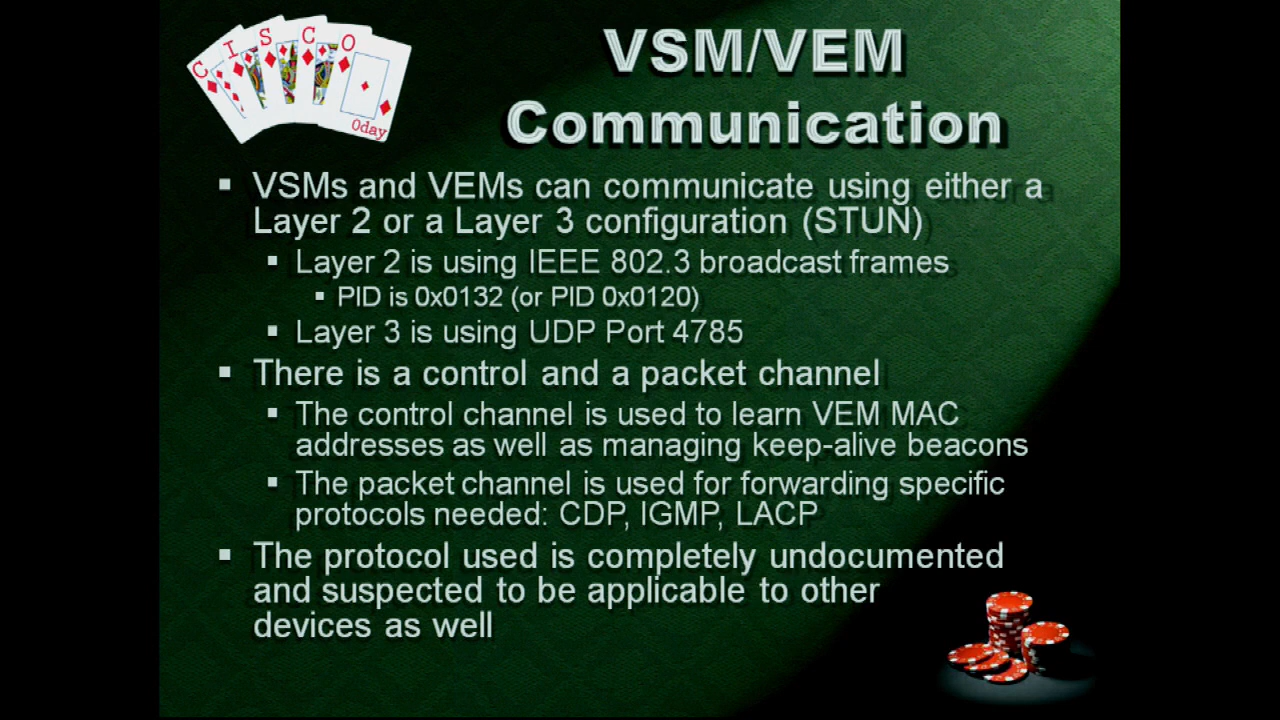 C I S C O
0day
VSM/VEM
Communication
▪ VSMs and VEMs can communicate using either a
Layer 2 or a Layer 3 configuration (STUN)
▪ Layer 2 is using IEEE 802.3 broadcast frames
▪ PID is 0x0132 (or PID 0x0120)
▪ Layer 3 is using UDP Port 4785
▪ There is a control and a packet channel
▪ The control channel is used to learn VEM MAC
addresses as well as managing keep-alive beacons
▪ The packet channel is used for forwarding specific
protocols needed: CDP, IGMP, LACP
▪ The protocol used is completely undocumented
and suspected to be applicable to other
devices as well